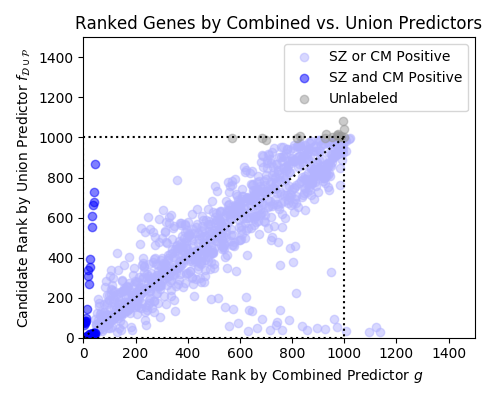 Ranked Genes by Combined vs. Union Predictors
SZ or CM Positive
SZ and CM Positive
Unlabeled
Candidate Rank by Union Predictor f_{𝒟∪𝒫}
1400
1200
1000
800
600
400
200
0
0 200 400 600 800 1000 1200 1400
Candidate Rank by Combined Predictor g